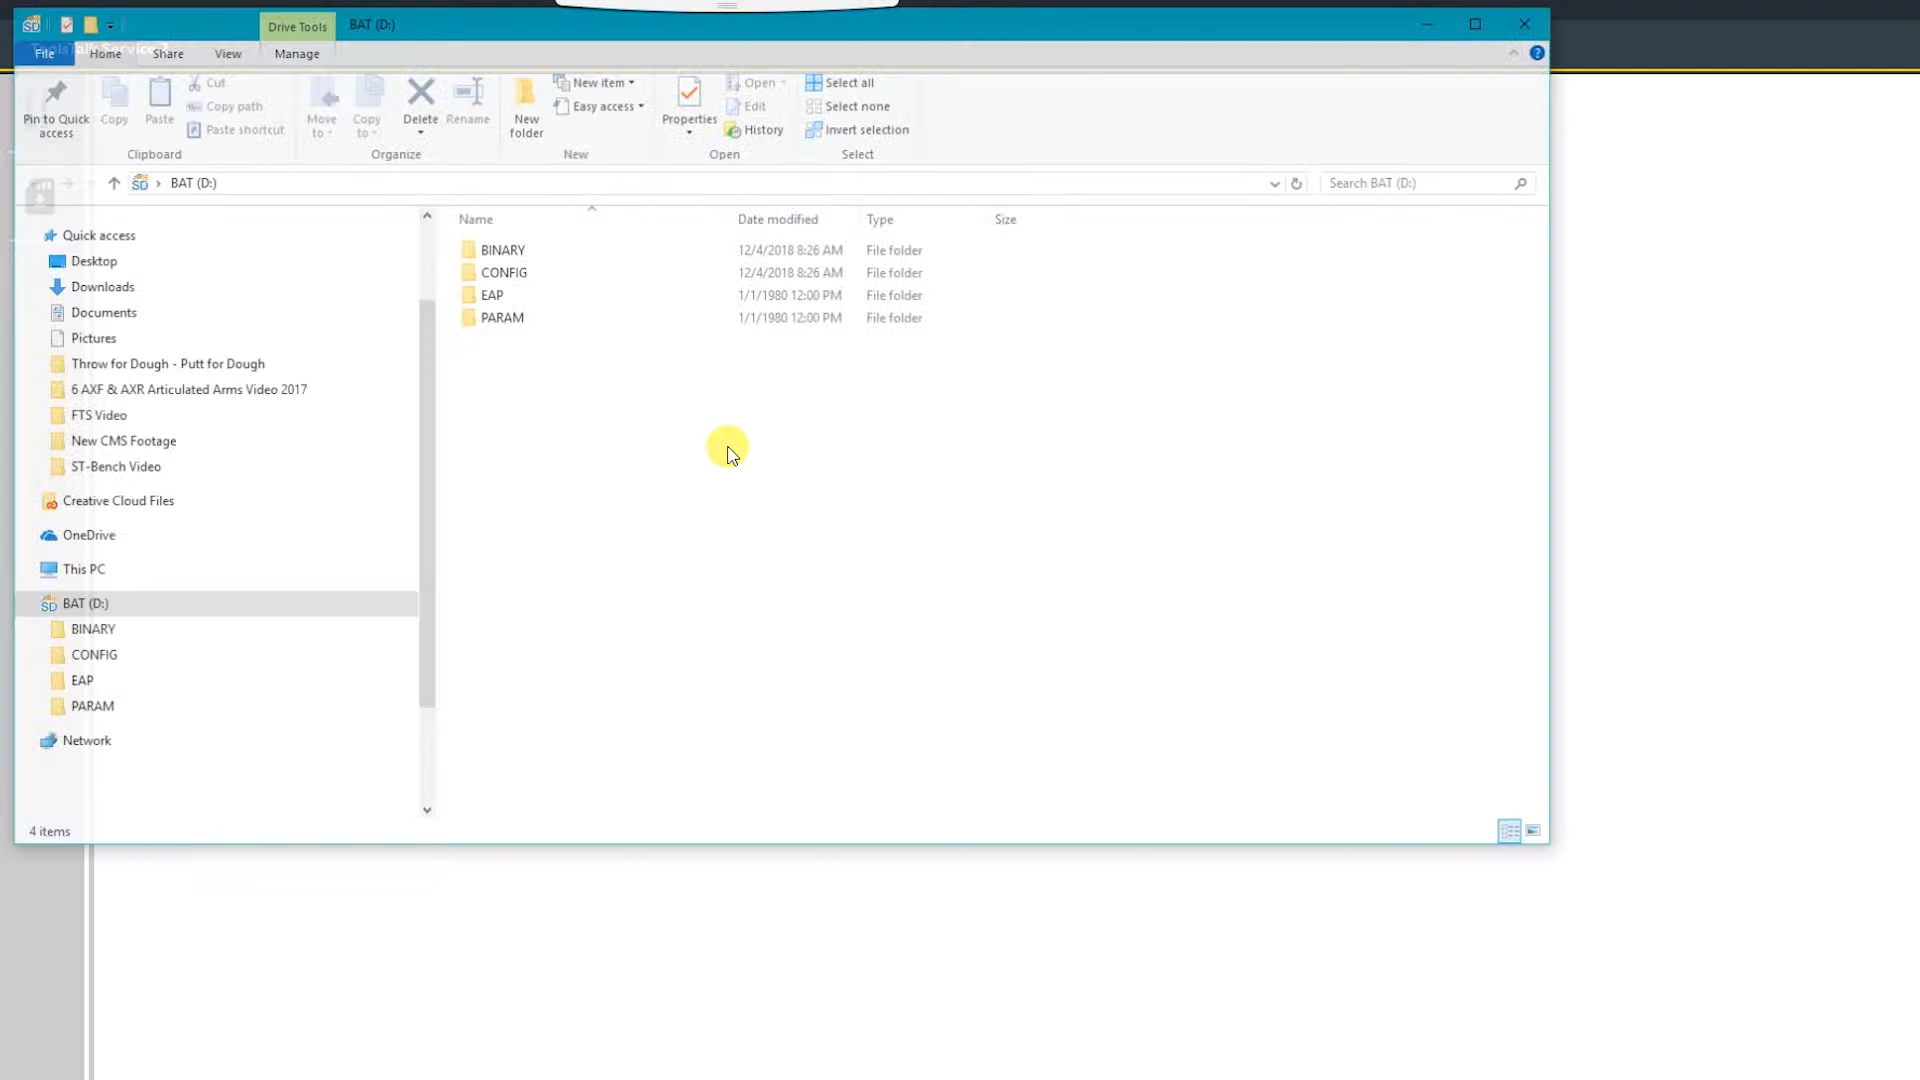 Drive Tools BAT (D:)
File Home Share View Manage
Pin to Quick access
Copy
Paste
Cut
Copy path
Paste shortcut
Clipboard
Move to
Copy to
Delete
Rename
Organize
New folder
New item
Easy access
New
Properties
Open
Edit
History
Open
Select all
Select none
Invert selection
Select
SD BAT (D:)
Search BAT (D:)
Name Date modified Type Size
BINARY 12/4/2018 8:26 AM File folder
CONFIG 12/4/2018 8:26 AM File folder
EAP 1/1/1980 12:00 PM File folder
PARAM 1/1/1980 12:00 PM File folder
Quick access
Desktop
Downloads
Documents
Pictures
Throw for Dough - Putt for Dough
6 AXF & AXR Articulated Arms Video 2017
FTS Video
New CMS Footage
ST-Bench Video
Creative Cloud Files
OneDrive
This PC
SD BAT (D:)
BINARY
CONFIG
EAP
PARAM
Network
4 items